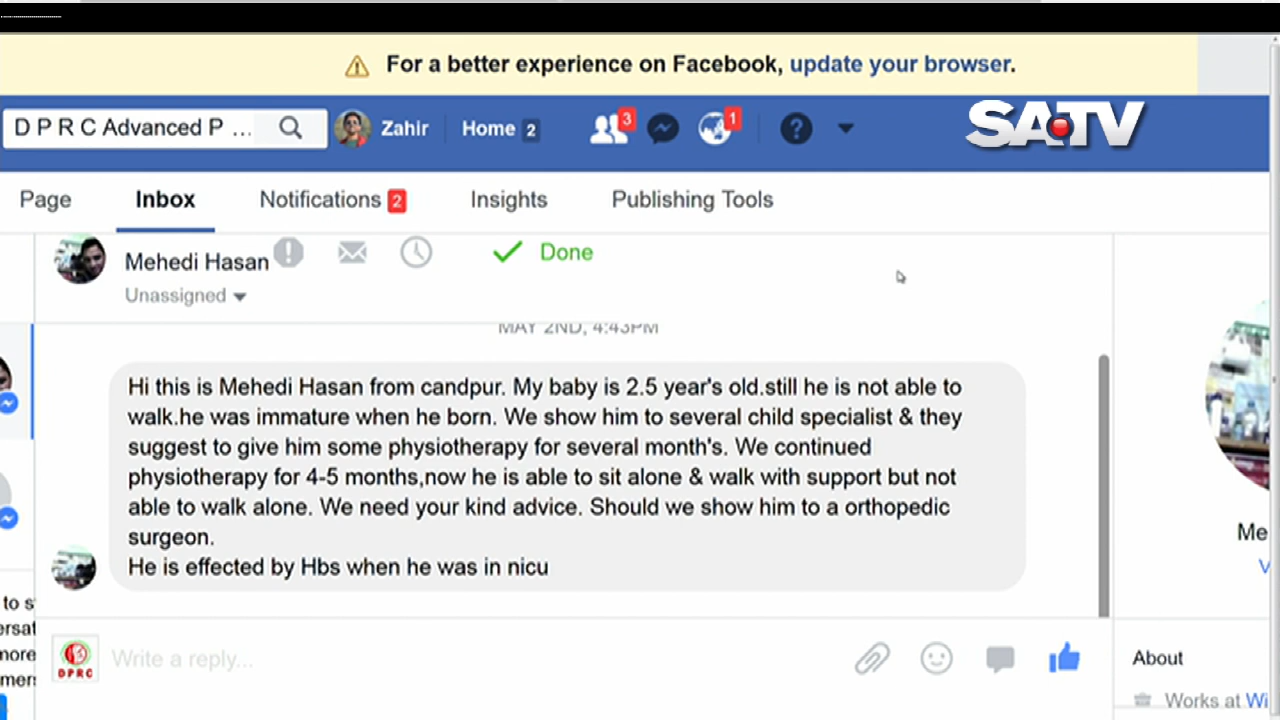 For a better experience on Facebook, update your browser.
D P R C Advanced P ...
Zahir
Home 2
3
1
?
SATV
Page
Inbox
Notifications 2
Insights
Publishing Tools
Mehedi Hasan
Done
Unassigned
MAY 2ND, 4:43PM
Hi this is Mehedi Hasan from candpur. My baby is 2.5 year's old.still he is not able to
walk.he was immature when he born. We show him to several child specialist & they
suggest to give him some physiotherapy for several month's. We continued
physiotherapy for 4-5 months,now he is able to sit alone & walk with support but not
able to walk alone. We need your kind advice. Should we show him to a orthopedic
surgeon.
He is effected by Hbs when he was in nicu
Me
V
to s
ersat
more
mer
DPRC
Write a reply...
About
Works at Wi